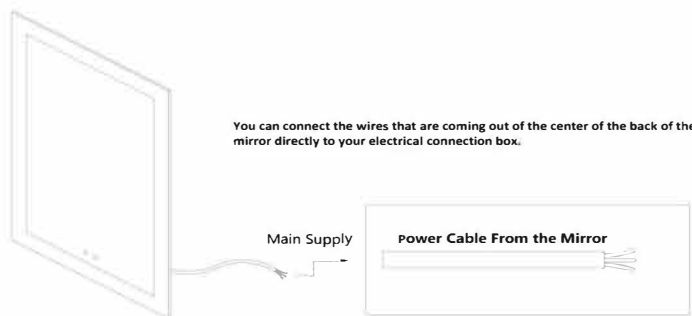 You can connect the wires that are coming out of the center of the back of the
mirror directly to your electrical connection box.
Main Supply
Power Cable From the Mirror